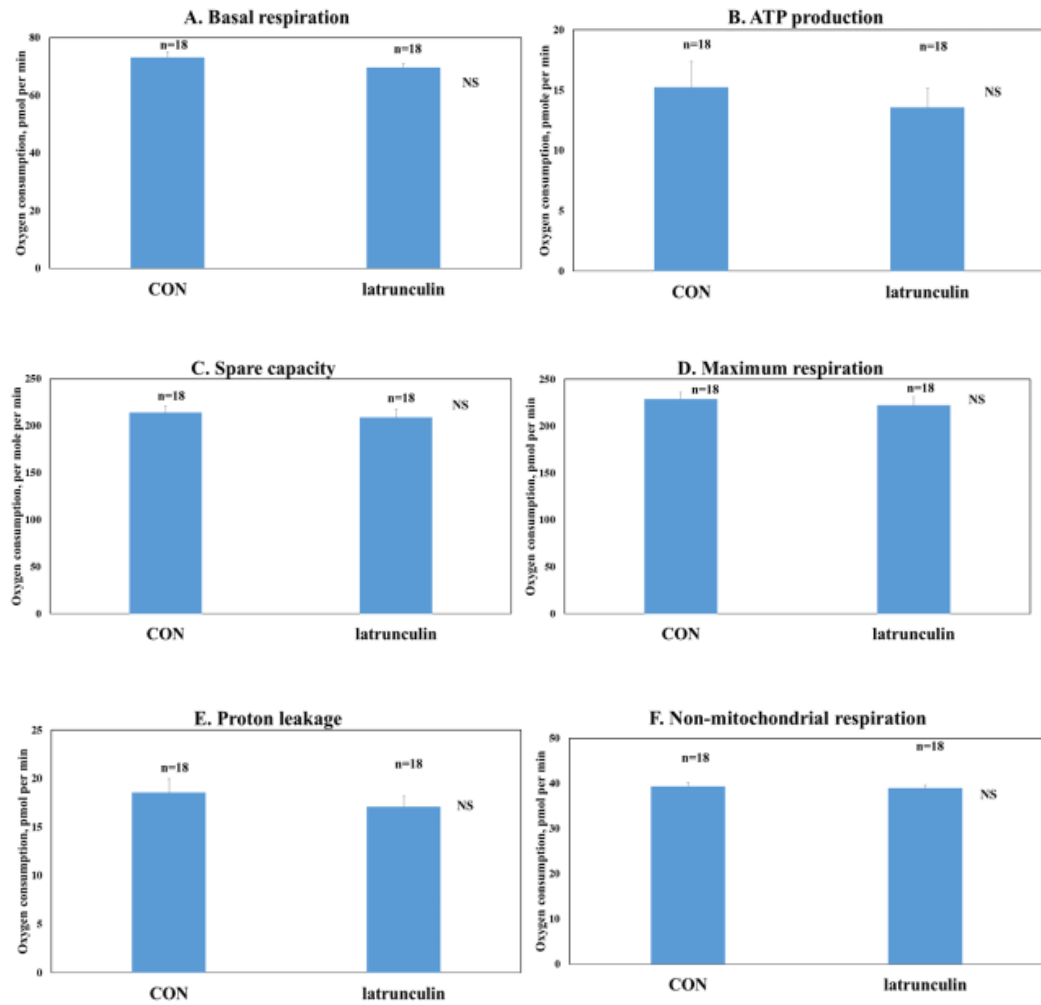 A. Basal respiration
Oxygen consumption, pmol per min
80
60
40
20
0
n=18
n=18
NS
CON
latrunculin
B. ATP production
Oxygen consumption, pmole per min
20
15
10
5
0
n=18
n=18
NS
CON
latrunculin
C. Spare capacity
Oxygen consumption, per mole per min
250
200
150
100
50
0
n=18
n=18
NS
CON
latrunculin
D. Maximum respiration
Oxygen consumption, pmol per min
250
200
150
100
50
0
n=18
n=18
NS
CON
latrunculin
E. Proton leakage
Oxygen consumption, pmol per min
25
20
15
10
5
0
n=18
n=18
NS
CON
latrunculin
F. Non-mitochondrial respiration
Oxygen consumption, pmol per min
50
40
30
20
10
0
n=18
n=18
NS
CON
latrunculin